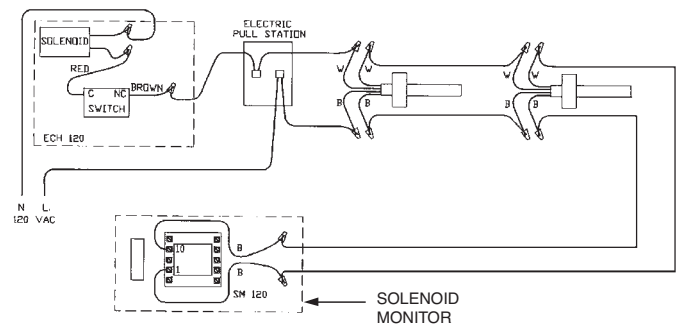 ELECTRIC
PULL STATION
SOLENOID
RED
C NC
SWITCH
BROWN
ECH 120
W W
B B
W W
B B
N L
120 VAC
10
1
B
B
SM 120
SOLENOID
MONITOR